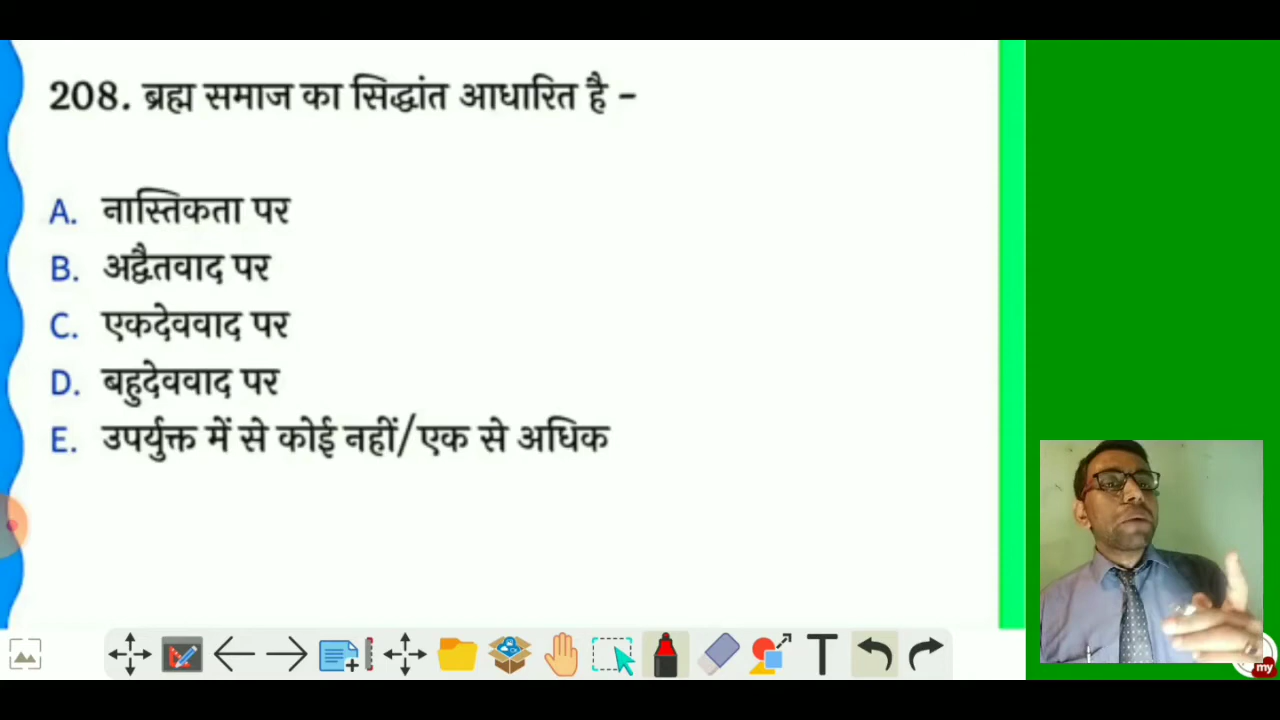 208. ब्रह्म समाज का सिद्धांत आधारित है -
A. नास्तिकता पर
B. अद्वैतवाद पर
C. एकदेववाद पर
D. बहुदेववाद पर
E. उपर्युक्त में से कोई नहीं/एक से अधिक
T
my